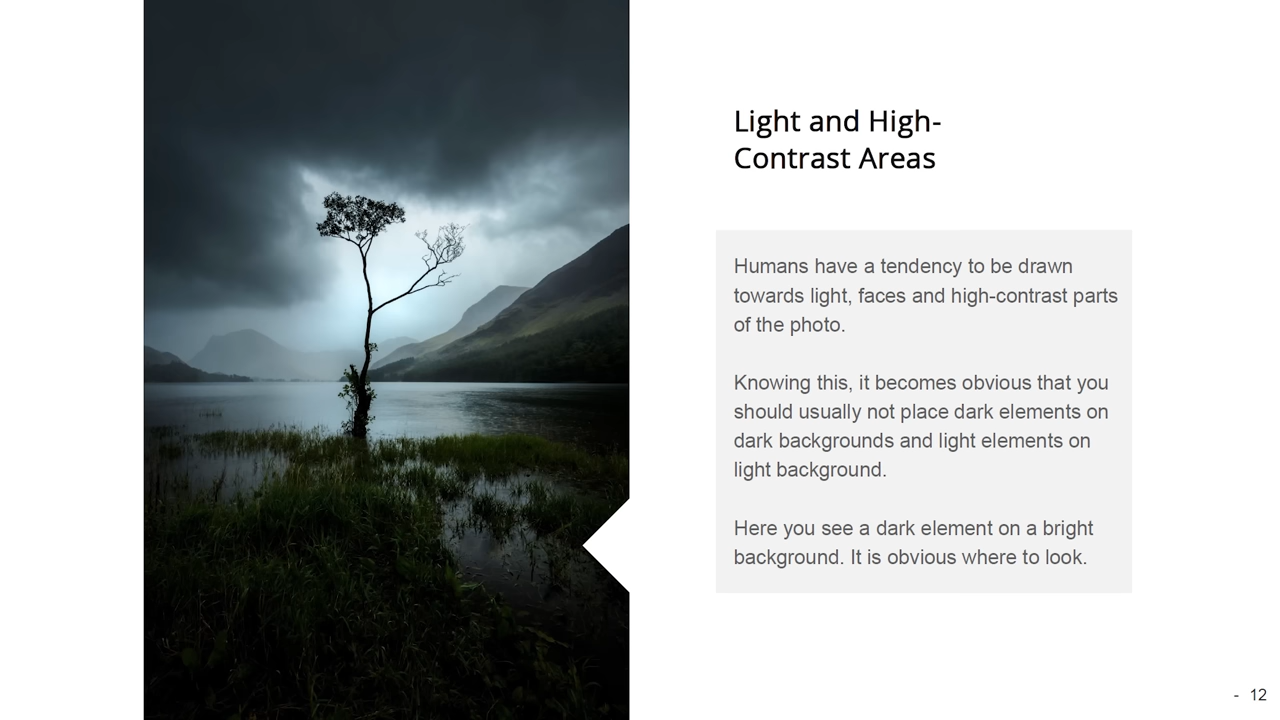 Light and High-
Contrast Areas
Humans have a tendency to be drawn
towards light, faces and high-contrast parts
of the photo.
Knowing this, it becomes obvious that you
should usually not place dark elements on
dark backgrounds and light elements on
light background.
Here you see a dark element on a bright
background. It is obvious where to look.
- 12